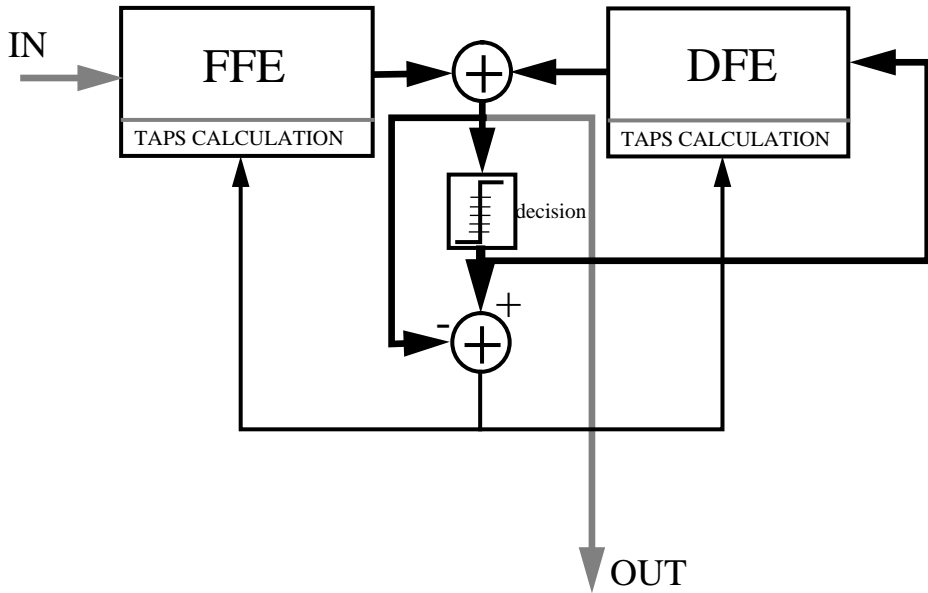 IN
FFE
DFE
TAPS CALCULATION
TAPS CALCULATION
decision
- +
OUT